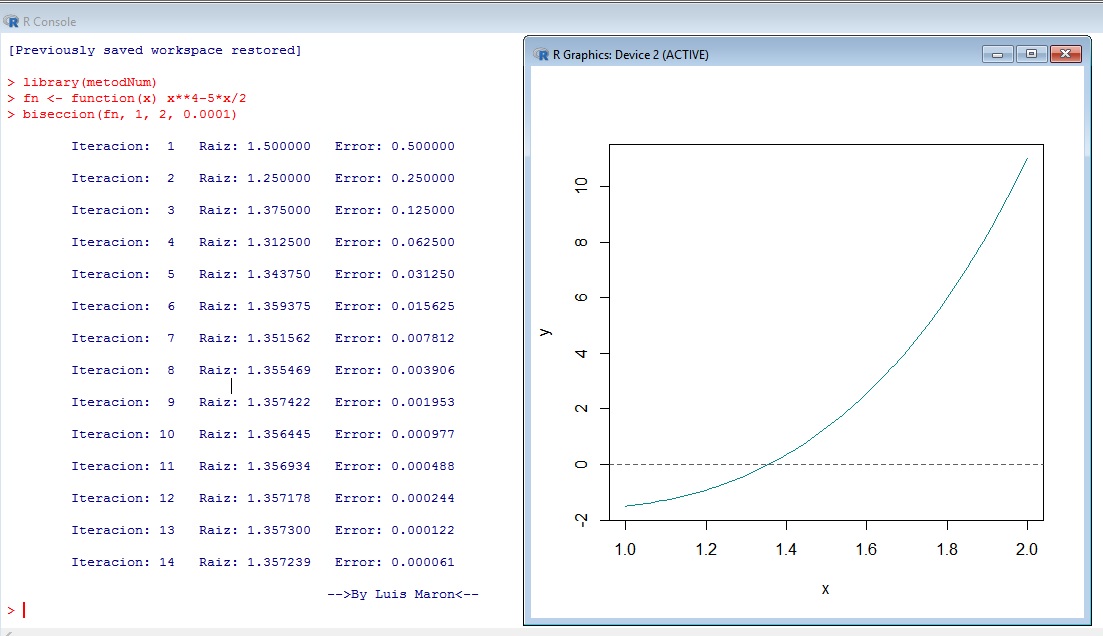 R Console
[Previously saved workspace restored]
> library(metodNum)
> fn <- function(x) x**4-5*x/2
> biseccion(fn, 1, 2, 0.0001)
Iteracion:  1   Raiz: 1.500000   Error: 0.500000
Iteracion:  2   Raiz: 1.250000   Error: 0.250000
Iteracion:  3   Raiz: 1.375000   Error: 0.125000
Iteracion:  4   Raiz: 1.312500   Error: 0.062500
Iteracion:  5   Raiz: 1.343750   Error: 0.031250
Iteracion:  6   Raiz: 1.359375   Error: 0.015625
Iteracion:  7   Raiz: 1.351562   Error: 0.007812
Iteracion:  8   Raiz: 1.355469   Error: 0.003906
Iteracion:  9   Raiz: 1.357422   Error: 0.001953
Iteracion: 10   Raiz: 1.356445   Error: 0.000977
Iteracion: 11   Raiz: 1.356934   Error: 0.000488
Iteracion: 12   Raiz: 1.357178   Error: 0.000244
Iteracion: 13   Raiz: 1.357300   Error: 0.000122
Iteracion: 14   Raiz: 1.357239   Error: 0.000061
-->By Luis Maron<--
>
R Graphics: Device 2 (ACTIVE)
10
8
6
4
2
0
-2
y
1.0 1.2 1.4 1.6 1.8 2.0
x